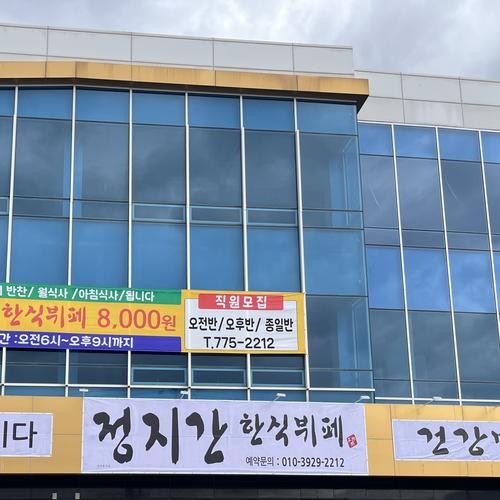 반찬/ 월식사 /아침식사/됩니다
한식뷔페 8,000원
간 :오전6시~오후9시까지
직원모집
오전반/오후반/ 종일반
T.775-2212
니다
정지간 한식뷔페
예약문의 : 010-3929-2212
건강